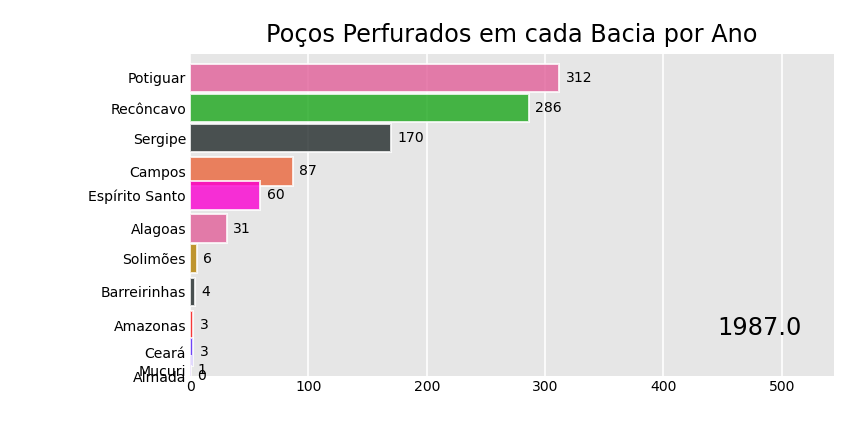 Poços Perfurados em cada Bacia por Ano
Potiguar 312
Recôncavo 286
Sergipe 170
Campos 87
Espírito Santo 60
Alagoas 31
Solimões 6
Barreirinhas 4
Amazonas 3
1987.0
Ceará 3
Mucuri 1
Almada 0
0 100 200 300 400 500